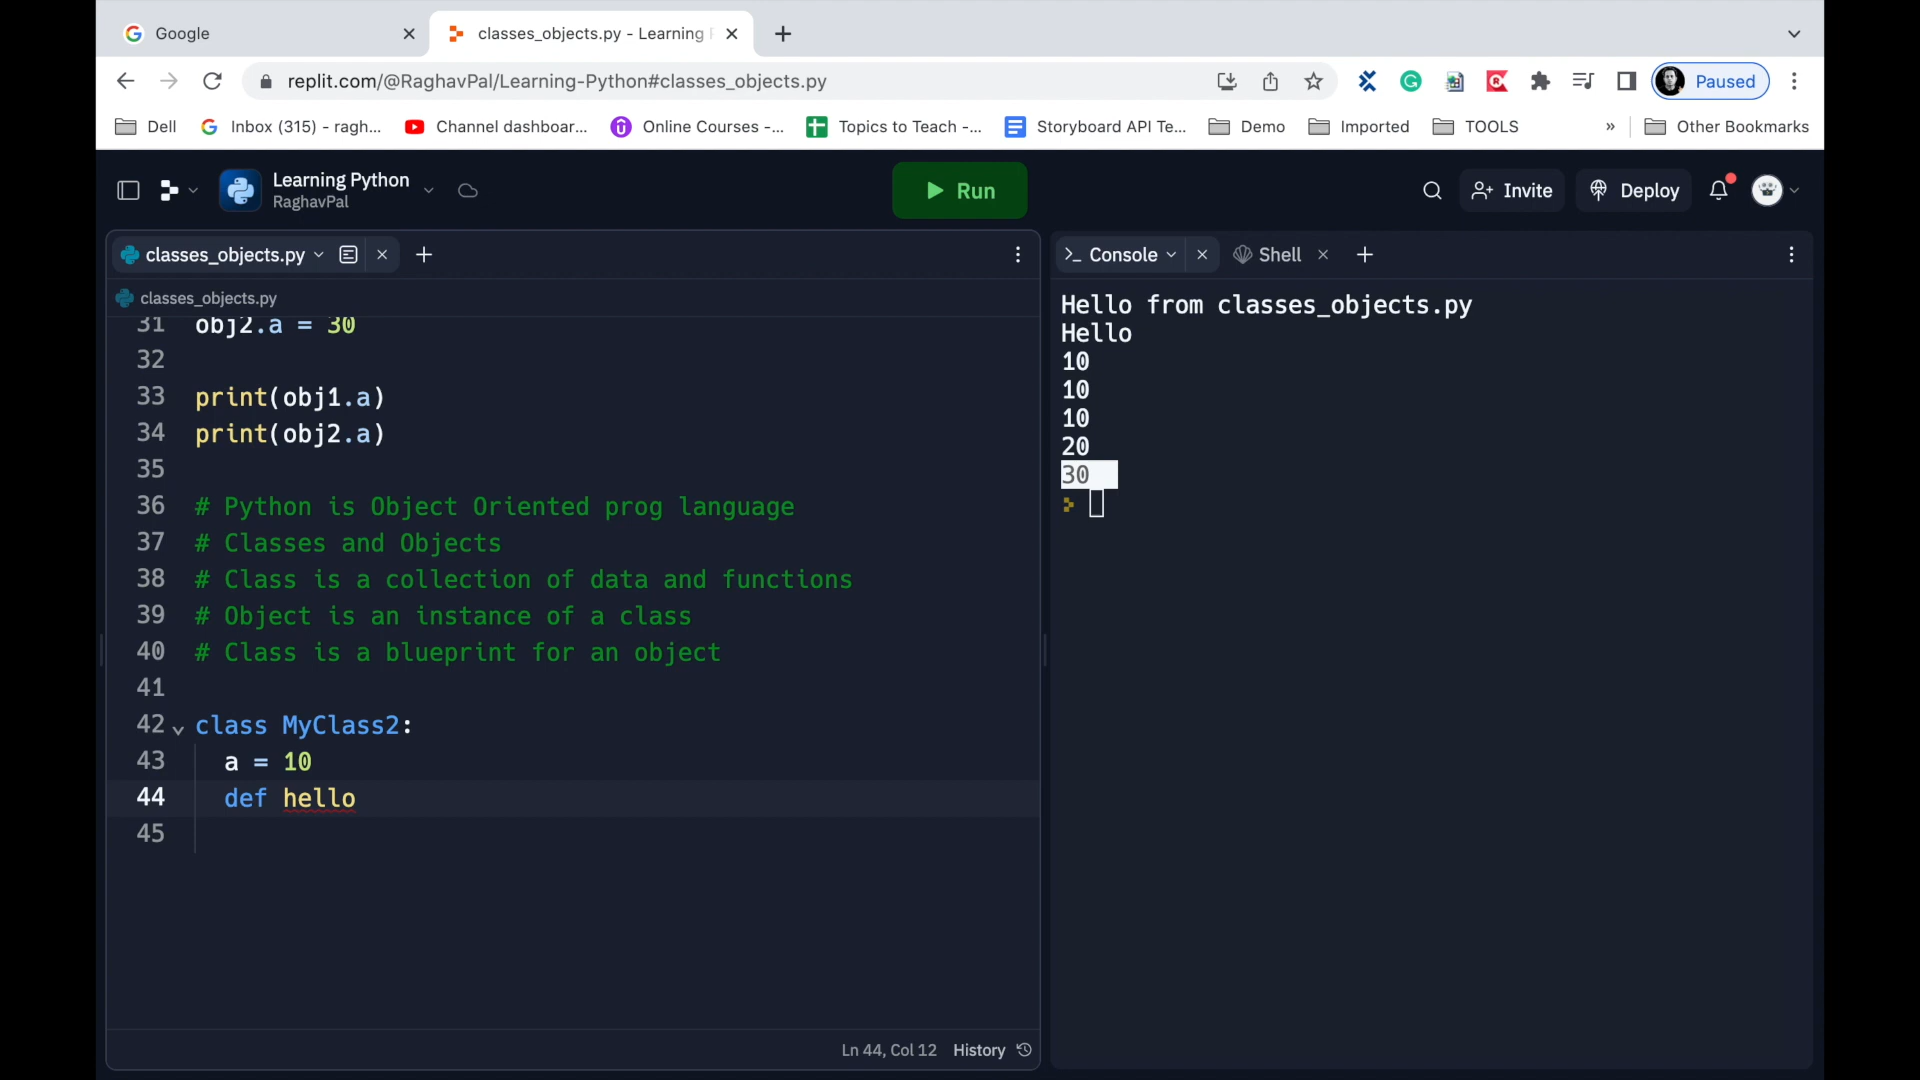 Google
classes_objects.py - Learning
replit.com/@RaghavPal/Learning-Python#classes_objects.py
Paused
Dell
Inbox (315) - ragh...
Channel dashboar...
Online Courses -...
Topics to Teach -...
Storyboard API Te...
Demo
Imported
TOOLS
»
Other Bookmarks
Learning Python
RaghavPal
Run
Invite
Deploy
classes_objects.py
Console
Shell
classes_objects.py
31 obj2.a = 30
32
33 print(obj1.a)
34 print(obj2.a)
35
36 # Python is Object Oriented prog language
37 # Classes and Objects
38 # Class is a collection of data and functions
39 # Object is an instance of a class
40 # Class is a blueprint for an object
41
42 class MyClass2:
43 a = 10
44 def hello
45
Ln 44, Col 12
History
Hello from classes_objects.py
Hello
10
10
10
20
30